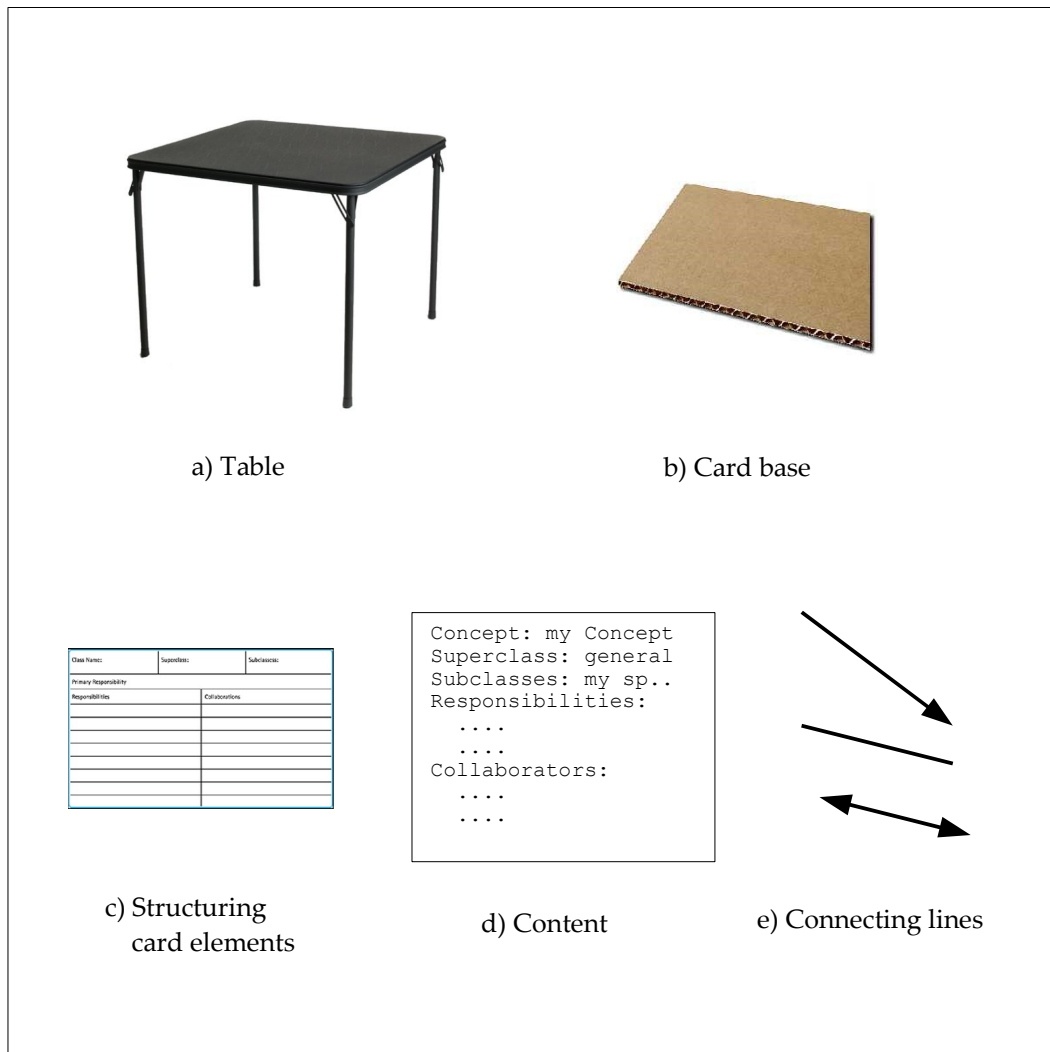 a) Table
b) Card base
Class Name: Superclass: Subclasses:
Primary Responsibility
Responsibilities Collaborations
c) Structuring
card elements
Concept: my Concept
Superclass: general
Subclasses: my sp..
Responsibilities:
....
....
Collaborators:
....
....
d) Content
e) Connecting lines